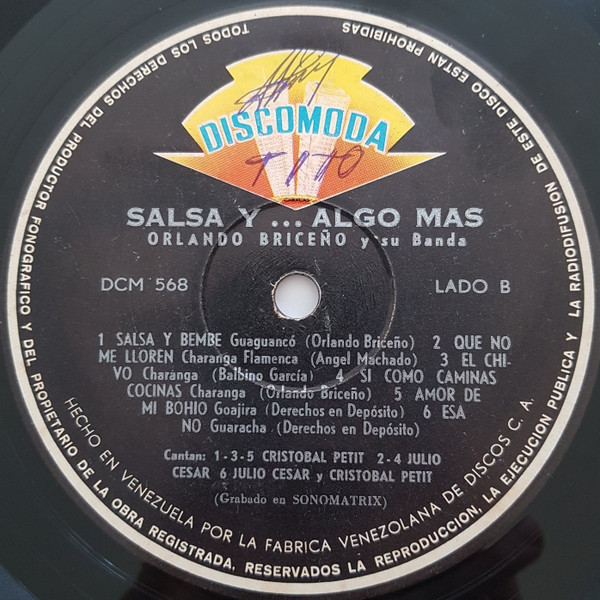 DISCOMODA
TITO
CARACAS
SALSA Y ... ALGO MAS
ORLANDO BRICEÑO y su Banda
DCM 568
LADO B
1 SALSA Y BEMBE Guaguancó (Orlando Briceño) 2 QUE NO
ME LLOREN Charanga Flamenca (Angel Machado) 3 EL CHI-
VO Charanga (Balbino García) 4 SI COMO CAMINAS
COCINAS Charanga (Orlando Briceño) 5 AMOR DE
MI BOHIO Goajira (Derechos en Depósito) 6 ESA
NO Guaracha (Derechos en Depósito)
Cantan: 1-3-5 CRISTOBAL PETIT 2-4 JULIO
CESAR 6 JULIO CESAR y CRISTOBAL PETIT
(Grabado en SONOMATRIX)
HECHO EN VENEZUELA POR LA FABRICA VENEZOLANA DE DISCOS C. A.
TODOS LOS DERECHOS DEL PRODUCTOR FONOGRAFICO Y DEL PROPIETARIO DE LA OBRA REGISTRADA, RESERVADOS LA REPRODUCCION, LA EJECUCION PUBLICA Y LA RADIODIFUSION DE ESTE DISCO ESTAN PROHIBIDAS